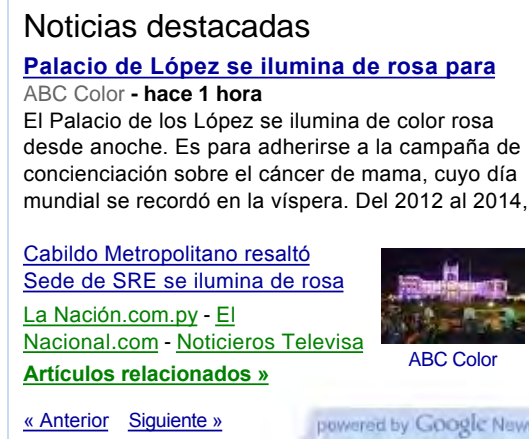 Noticias destacadas
Palacio de López se ilumina de rosa para
ABC Color - hace 1 hora
El Palacio de los López se ilumina de color rosa
desde anoche. Es para adherirse a la campaña de
concienciación sobre el cáncer de mama, cuyo día
mundial se recordó en la víspera. Del 2012 al 2014,
Cabildo Metropolitano resaltó
Sede de SRE se ilumina de rosa
La Nación.com.py - El
Nacional.com - Noticieros Televisa
Artículos relacionados »
ABC Color
« Anterior Siguiente »
powered by Google New